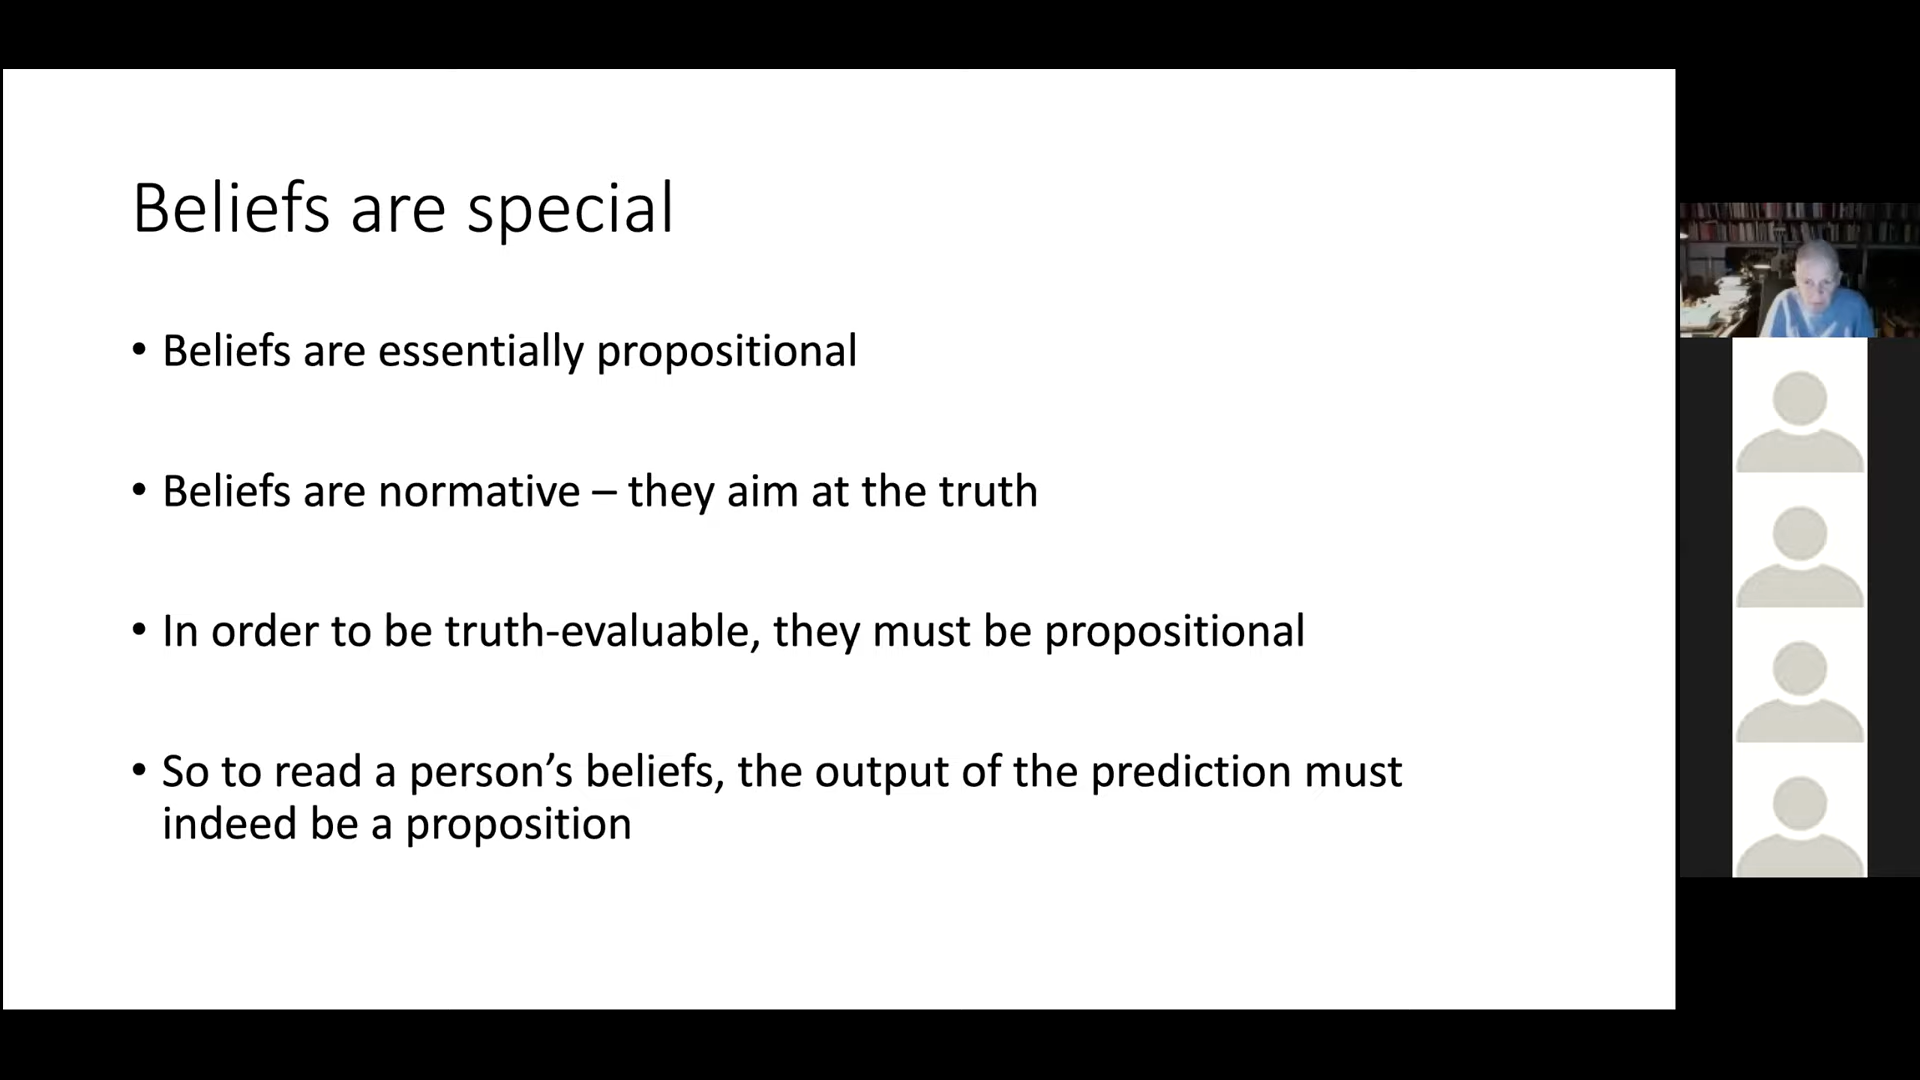 Beliefs are special
• Beliefs are essentially propositional
• Beliefs are normative – they aim at the truth
• In order to be truth-evaluable, they must be propositional
• So to read a person’s beliefs, the output of the prediction must
indeed be a proposition